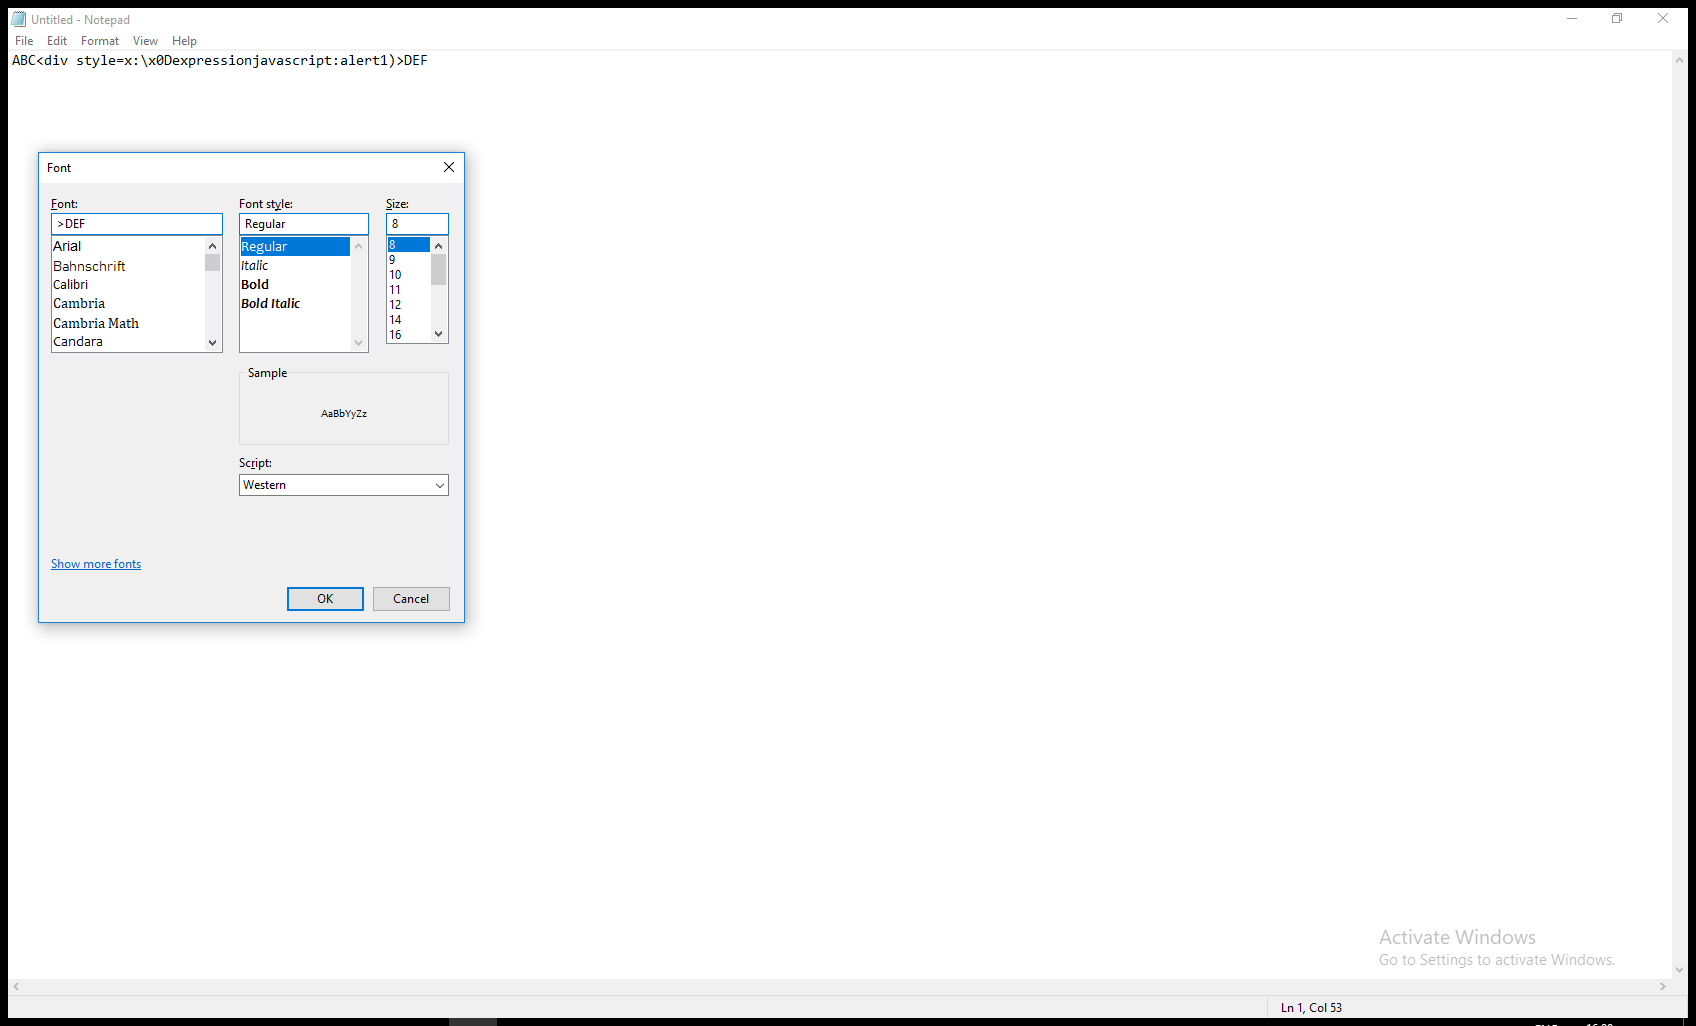 Untitled - Notepad
File Edit Format View Help
ABC<div style=x:\x0Dexpressionjavascript:alert1)>DEF
Font
Font:
>DEF
Arial
Bahnschrift
Calibri
Cambria
Cambria Math
Candara
Font style:
Regular
Regular
Italic
Bold
Bold Italic
Size:
8
8
9
10
11
12
14
16
Sample
AaBbYyZz
Script:
Western
Show more fonts
OK
Cancel
Activate Windows
Go to Settings to activate Windows.
Ln 1, Col 53